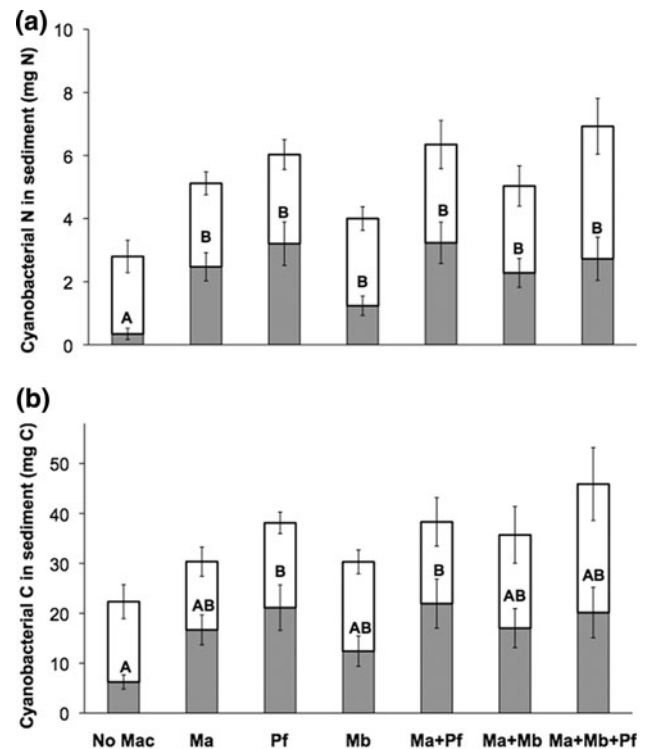 (a)
Cyanobacterial N in sediment (mg N)
10
8
6
4
2
0
A B B B B B B
(b)
Cyanobacterial C in sediment (mg C)
50
40
30
20
10
0
A AB B AB B AB AB
No Mac Ma Pf Mb Ma+Pf Ma+Mb Ma+Mb+Pf